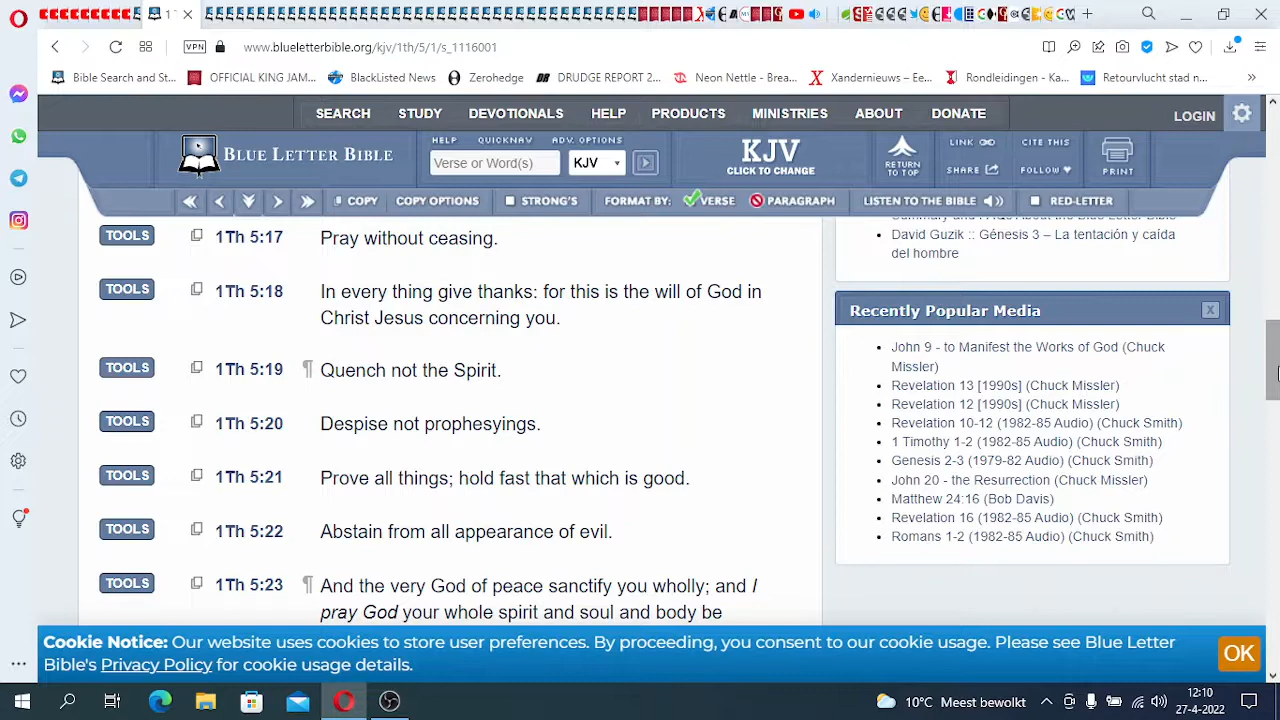 1
www.blueletterbible.org/kjv/1th/5/1/s_1116001
VPN
Bible Search and St...
OFFICIAL KING JAM...
BlackListed News
Zerohedge
DRUDGE REPORT 2...
Neon Nettle - Brea...
Xandernieuws – Ee...
Rondleidingen - Ka...
Retourvlucht stad n...
SEARCH STUDY DEVOTIONALS HELP PRODUCTS MINISTRIES ABOUT DONATE
LOGIN
BLUE LETTER BIBLE
HELP QUICKNAV ADV. OPTIONS
Verse or Word(s)
KJV
KJV
CLICK TO CHANGE
RETURN
TO TOP
LINK
CITE THIS
SHARE
FOLLOW
PRINT
COPY
COPY OPTIONS
STRONG'S
FORMAT BY: VERSE PARAGRAPH
LISTEN TO THE BIBLE
RED-LETTER
TOOLS 1Th 5:17 Pray without ceasing.
TOOLS 1Th 5:18 In every thing give thanks: for this is the will of God in
Christ Jesus concerning you.
TOOLS 1Th 5:19 ¶ Quench not the Spirit.
TOOLS 1Th 5:20 Despise not prophesyings.
TOOLS 1Th 5:21 Prove all things; hold fast that which is good.
TOOLS 1Th 5:22 Abstain from all appearance of evil.
TOOLS 1Th 5:23 ¶ And the very God of peace sanctify you wholly; and I
pray God your whole spirit and soul and body be
Summary and FAQs About the Blue Letter Bible
David Guzik :: Génesis 3 – La tentación y caída
del hombre
Recently Popular Media X
John 9 - to Manifest the Works of God (Chuck
Missler)
Revelation 13 [1990s] (Chuck Missler)
Revelation 12 [1990s] (Chuck Missler)
Revelation 10-12 (1982-85 Audio) (Chuck Smith)
1 Timothy 1-2 (1982-85 Audio) (Chuck Smith)
Genesis 2-3 (1979-82 Audio) (Chuck Smith)
John 20 - the Resurrection (Chuck Missler)
Matthew 24:16 (Bob Davis)
Revelation 16 (1982-85 Audio) (Chuck Smith)
Romans 1-2 (1982-85 Audio) (Chuck Smith)
Cookie Notice: Our website uses cookies to store user preferences. By proceeding, you consent to our cookie usage. Please see Blue Letter
Bible's Privacy Policy for cookie usage details.
OK
10°C Meest bewolkt
12:10
27-4-2022